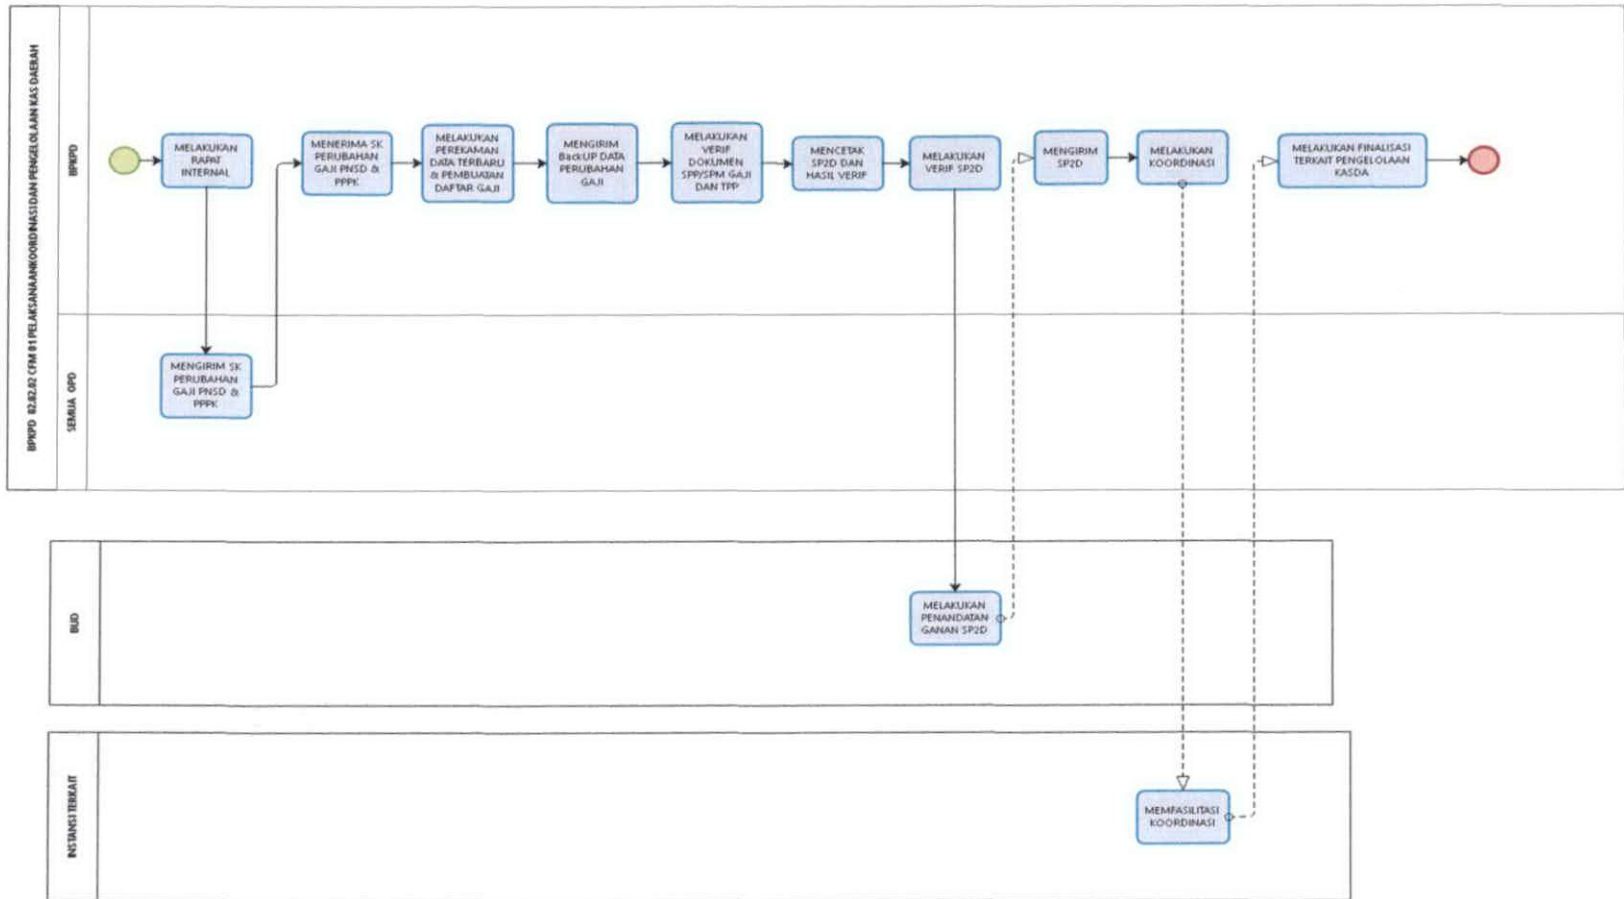 BPKPD 02.02.02 CFM 01 PELAKSANAANKOORDINASIDAN PENGELOLAAN KAS DAERAH
BPKPD
MELAKUKAN
RAPAT
INTERNAL
MENERIMA SK
PERUBAHAN
GAJI PNSD &
PPPK
MELAKUKAN
PEREKAMAN
DATA TERBARU
& PEMBUATAN
DAFTAR GAJI
MENGIRIM
BackUP DATA
PERUBAHAN
GAJI
MELAKUKAN
VERIF
DOKUMEN
SPP/SPM GAJI
DAN TPP
MENCETAK
SP2D DAN
HASIL VERIF
MELAKUKAN
VERIF SP2D
MENGIRIM
SP2D
MELAKUKAN
KOORDINASI
MELAKUKAN FINALISASI
TERKAIT PENGELOLAAN
KASDA
SEMUA OPD
MENGIRIM SK
PERUBAHAN
GAJI PNSD &
PPPK
BUD
MELAKUKAN
PENANDATAN
GANAN SP2D
INSTANSI TERKAIT
MEMFASILITASI
KOORDINASI